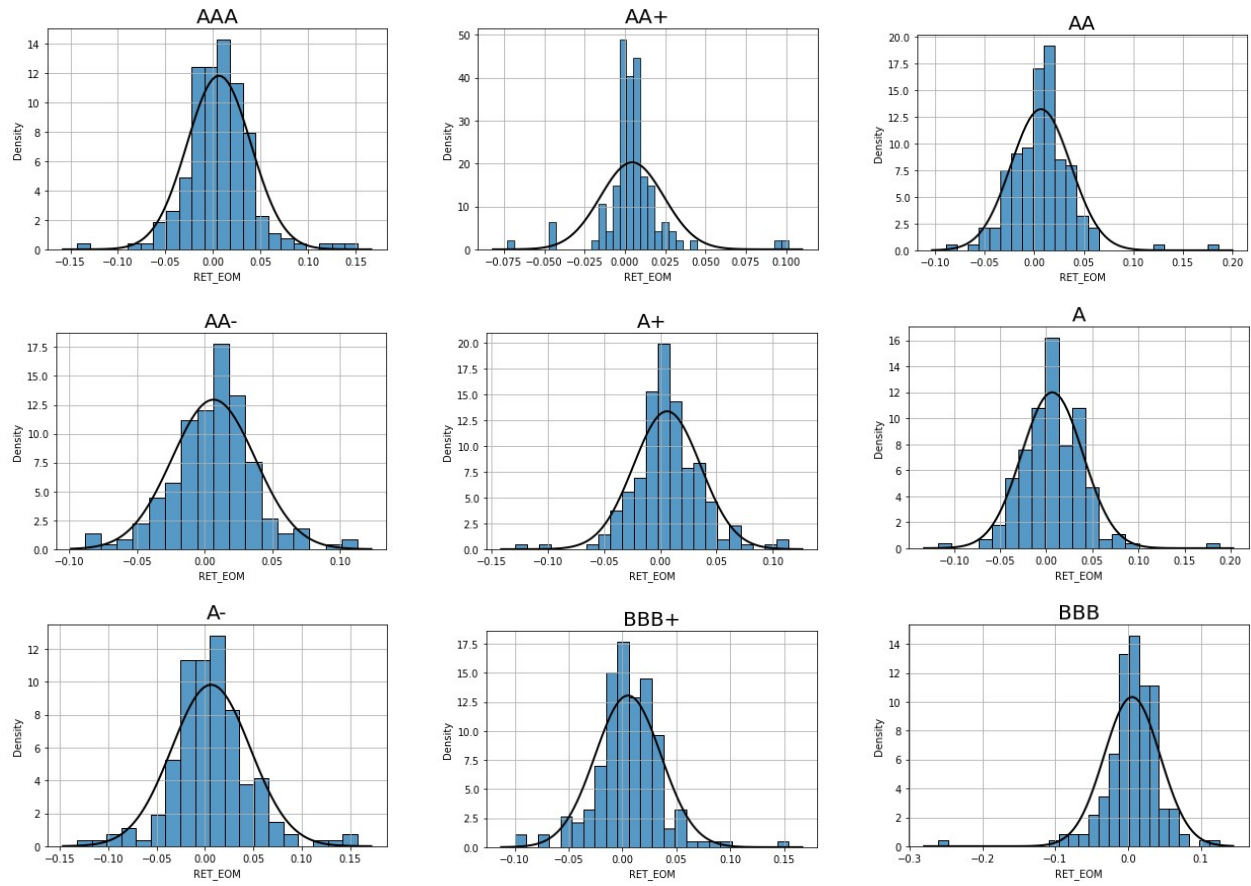 AAA
14
12
10
8
6
4
2
0
Density
−0.15 −0.10 −0.05 0.00 0.05 0.10 0.15
RET_EOM
AA+
50
40
30
20
10
0
Density
−0.075 −0.050 −0.025 0.000 0.025 0.050 0.075 0.100
RET_EOM
AA
20.0
17.5
15.0
12.5
10.0
7.5
5.0
2.5
0.0
Density
−0.10 −0.05 0.00 0.05 0.10 0.15 0.20
RET_EOM
AA-
17.5
15.0
12.5
10.0
7.5
5.0
2.5
0.0
Density
−0.10 −0.05 0.00 0.05 0.10
RET_EOM
A+
20.0
17.5
15.0
12.5
10.0
7.5
5.0
2.5
0.0
Density
−0.15 −0.10 −0.05 0.00 0.05 0.10
RET_EOM
A
16
14
12
10
8
6
4
2
0
Density
−0.10 −0.05 0.00 0.05 0.10 0.15 0.20
RET_EOM
A-
12
10
8
6
4
2
0
Density
−0.15 −0.10 −0.05 0.00 0.05 0.10 0.15
RET_EOM
BBB+
17.5
15.0
12.5
10.0
7.5
5.0
2.5
0.0
Density
−0.10 −0.05 0.00 0.05 0.10 0.15
RET_EOM
BBB
14
12
10
8
6
4
2
0
Density
−0.3 −0.2 −0.1 0.0 0.1
RET_EOM